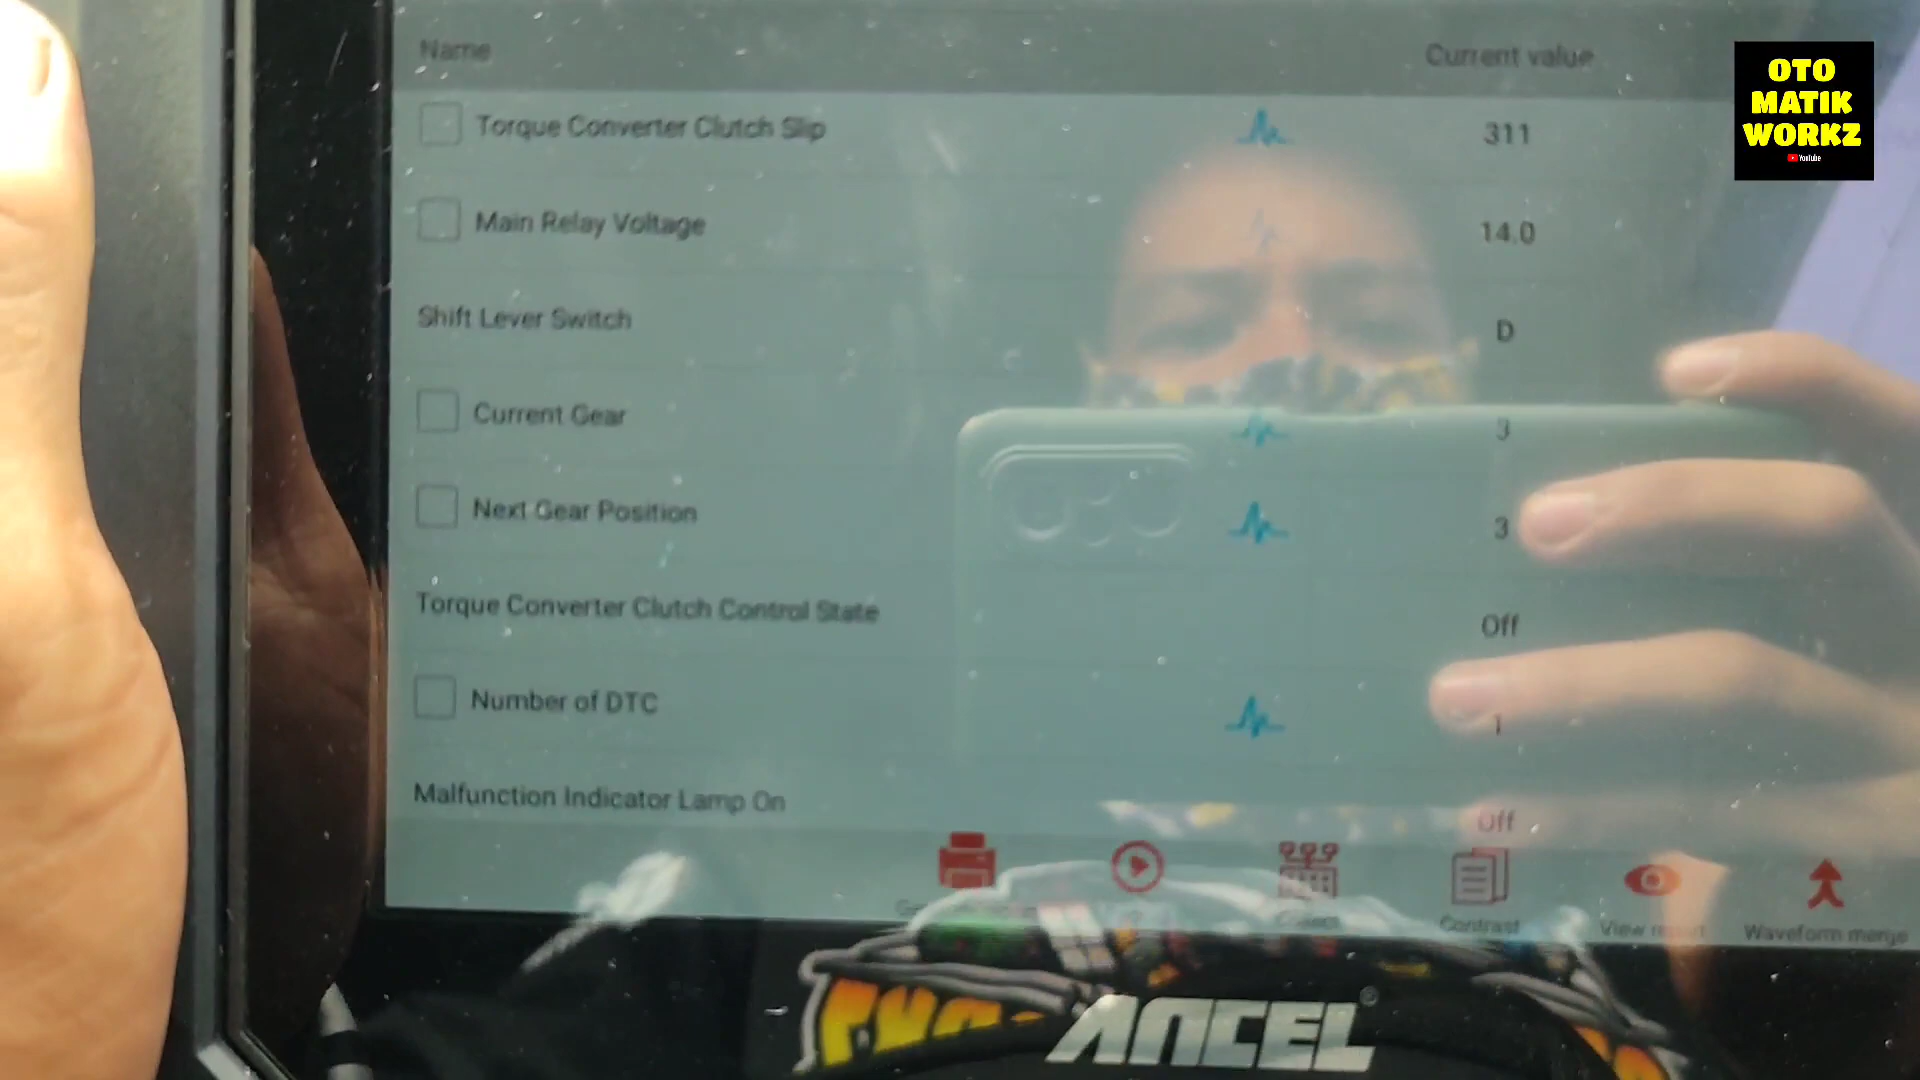 Name Current value
Torque Converter Clutch Slip 311
Main Relay Voltage 14.0
Shift Lever Switch D
Current Gear 3
Next Gear Position 3
Torque Converter Clutch Control State Off
Number of DTC 1
Malfunction Indicator Lamp On Off
Contrast View Waveform merge
ANCEL
OTO
MATIK
WORKZ
YouTube